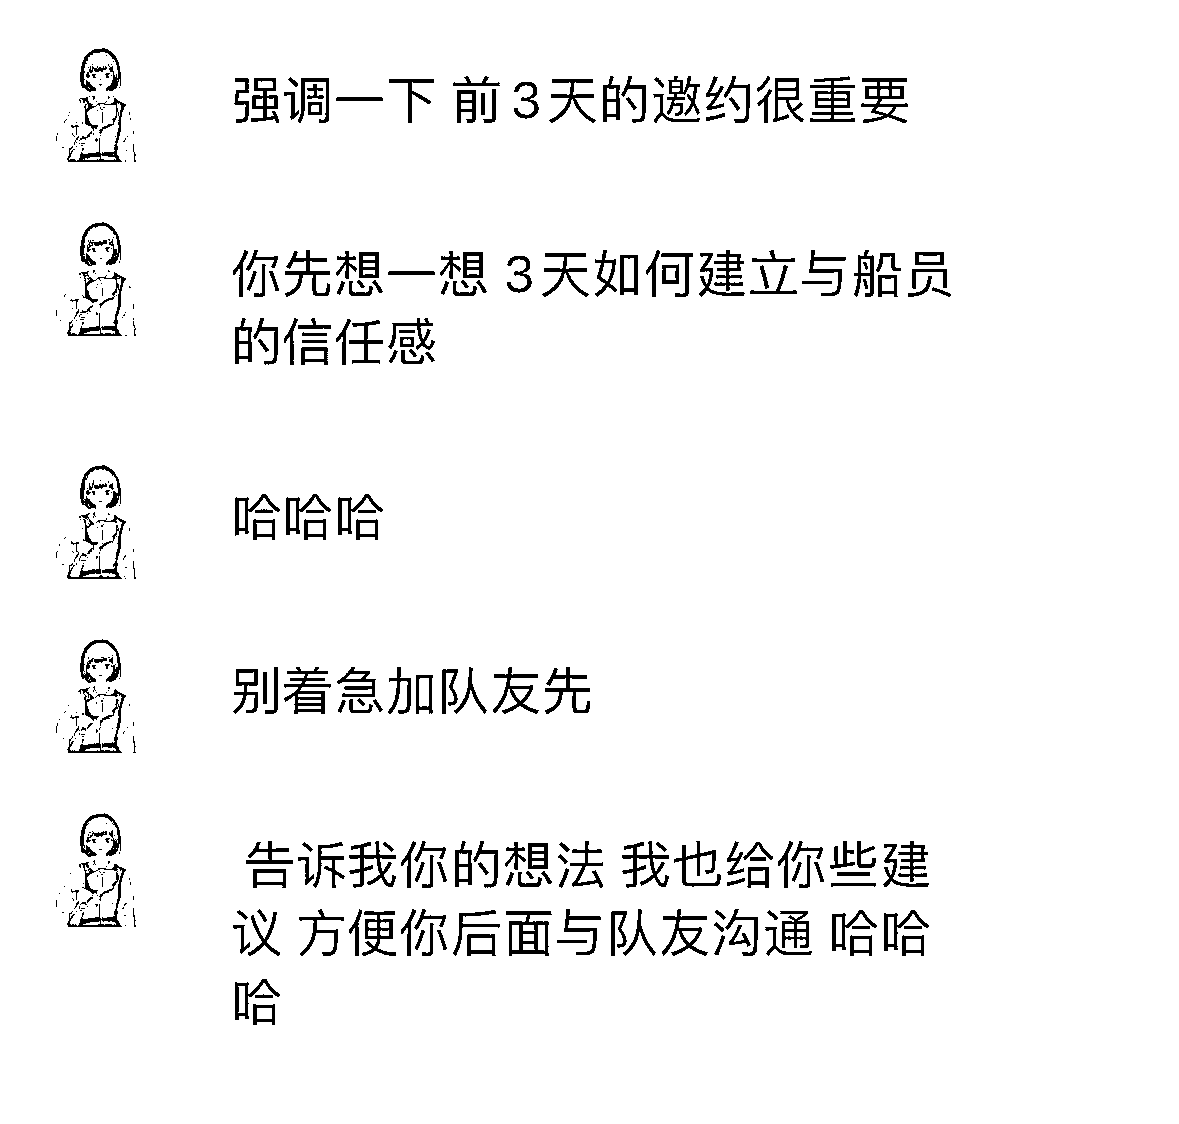 强调一下 前3天的邀约很重要
你先想一想 3天如何建立与船员
的信任感
哈哈哈
别着急加队友先
告诉我你的想法 我也给你些建
议 方便你后面与队友沟通 哈哈
哈